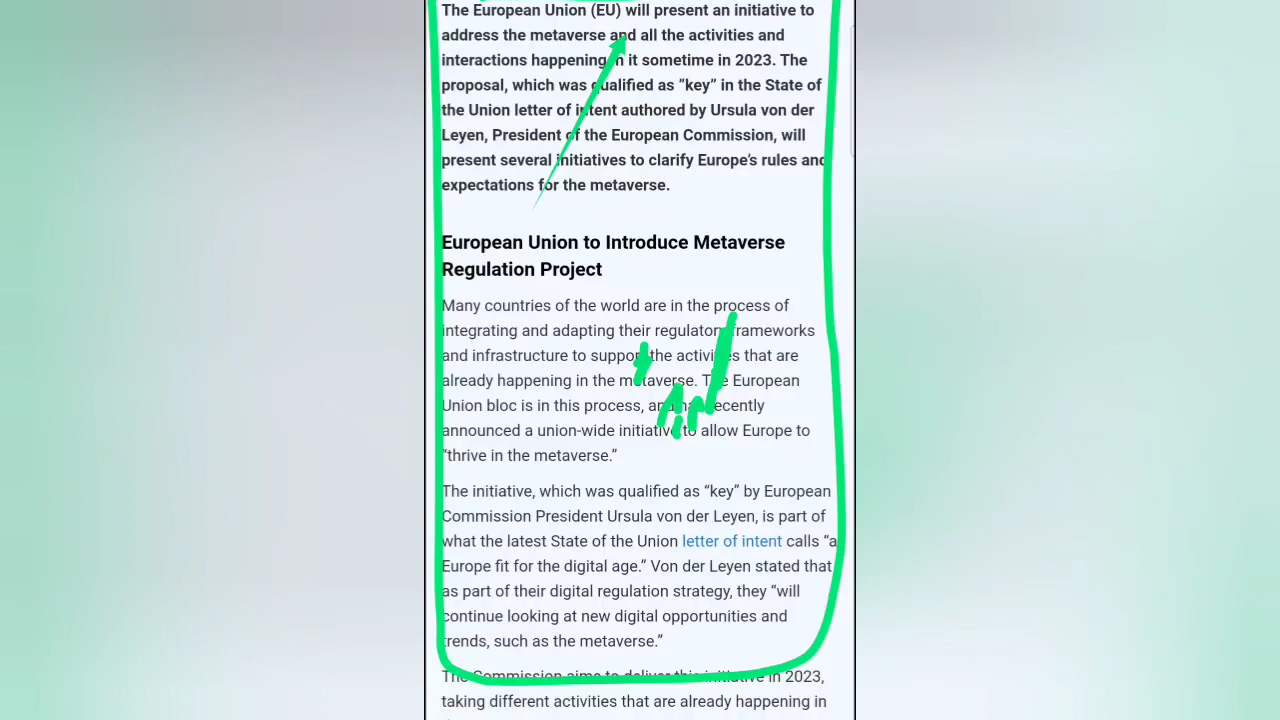 The European Union (EU) will present an initiative to
address the metaverse and all the activities and
interactions happening in it sometime in 2023. The
proposal, which was qualified as ”key” in the State of
the Union letter of intent authored by Ursula von der
Leyen, President of the European Commission, will
present several initiatives to clarify Europe’s rules and
expectations for the metaverse.
European Union to Introduce Metaverse
Regulation Project
Many countries of the world are in the process of
integrating and adapting their regulatory frameworks
and infrastructure to support the activities that are
already happening in the metaverse. The European
Union bloc is in this process, and has recently
announced a union-wide initiative to allow Europe to
“thrive in the metaverse.”
The initiative, which was qualified as “key” by European
Commission President Ursula von der Leyen, is part of
what the latest State of the Union letter of intent calls “a
Europe fit for the digital age.” Von der Leyen stated that
as part of their digital regulation strategy, they “will
continue looking at new digital opportunities and
trends, such as the metaverse.”
The Commission aims to deliver this initiative in 2023,
taking different activities that are already happening in